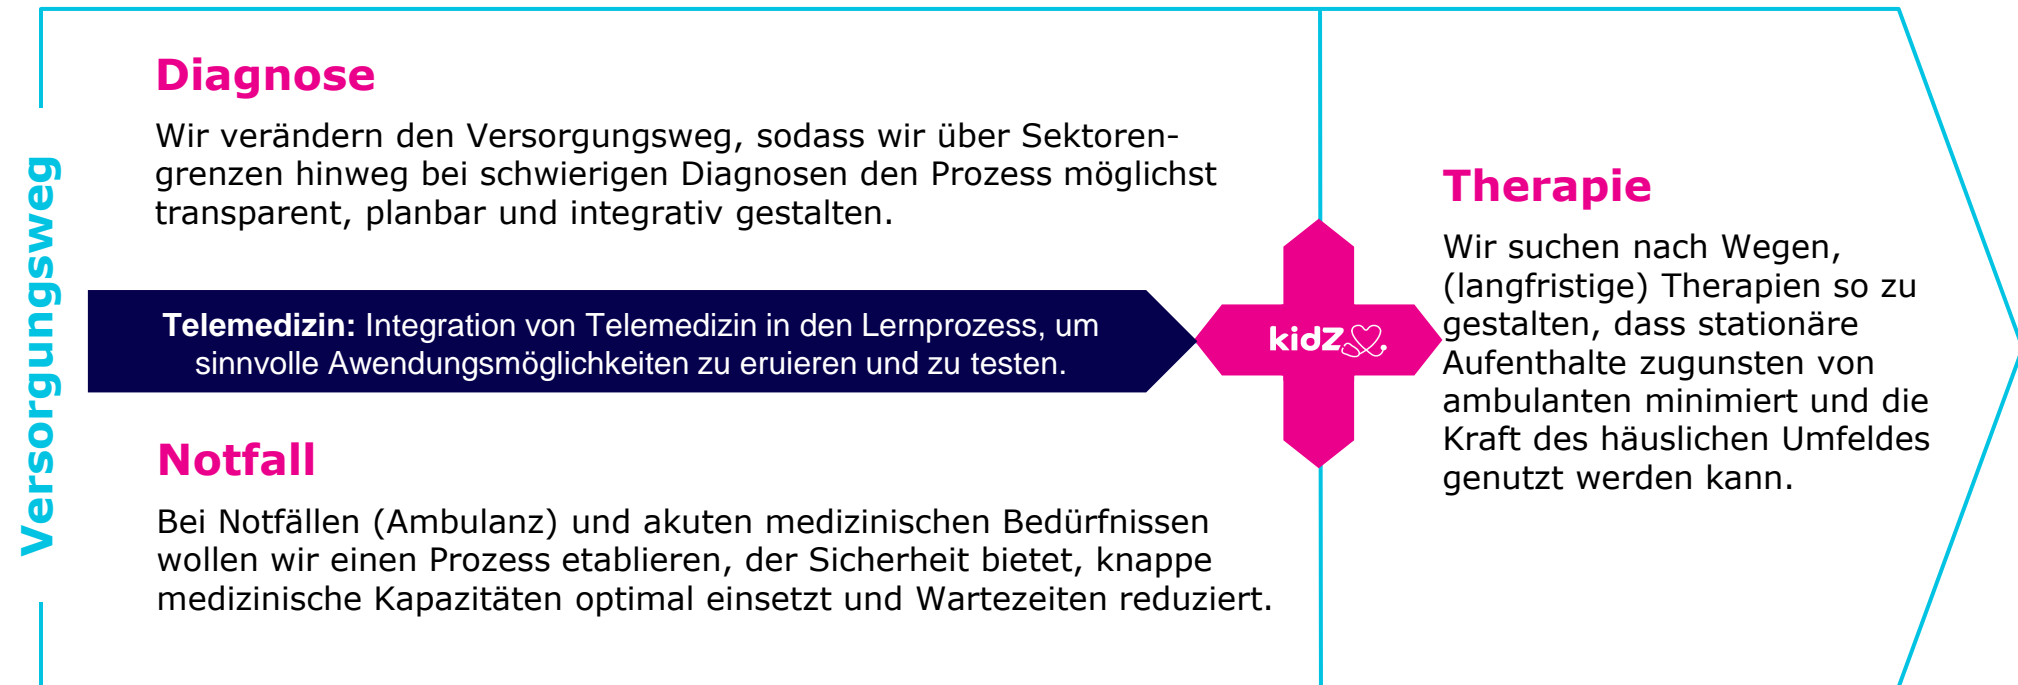 Versorgungsweg
Diagnose
Wir verändern den Versorgungsweg, sodass wir über Sektoren-
grenzen hinweg bei schwierigen Diagnosen den Prozess möglichst
transparent, planbar und integrativ gestalten.
Telemedizin: Integration von Telemedizin in den Lernprozess, um
sinnvolle Awendungsmöglichkeiten zu eruieren und zu testen.
Notfall
Bei Notfällen (Ambulanz) und akuten medizinischen Bedürfnissen
wollen wir einen Prozess etablieren, der Sicherheit bietet, knappe
medizinische Kapazitäten optimal einsetzt und Wartezeiten reduziert.
kidZ
Therapie
Wir suchen nach Wegen,
(langfristige) Therapien so zu
gestalten, dass stationäre
Aufenthalte zugunsten von
ambulanten minimiert und die
Kraft des häuslichen Umfeldes
genutzt werden kann.